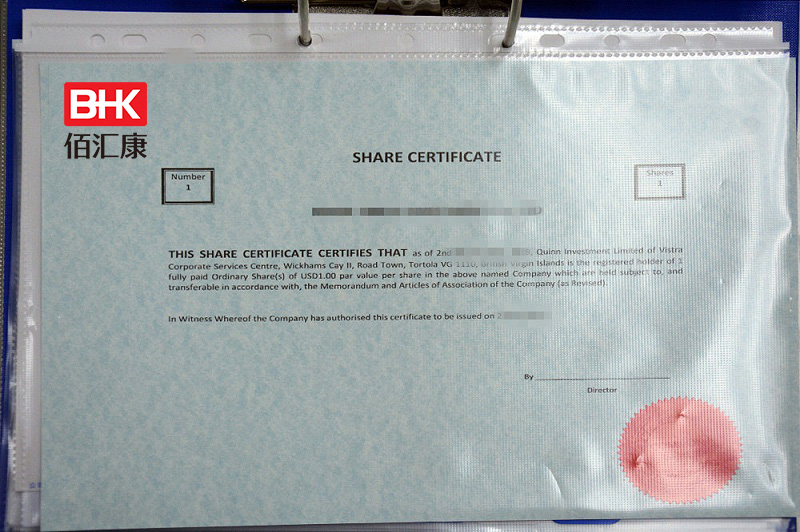 BHK
佰汇康
SHARE CERTIFICATE
Number
1
Shares
1
THIS SHARE CERTIFICATE CERTIFIES THAT as of 2nd Quinn Investment Limited of Vistra
Corporate Services Centre, Wickhams Cay II, Road Town, Tortola VG 1110, British Virgin Islands is the registered holder of 1
fully paid Ordinary Share(s) of USD1.00 par value per share in the above named Company which are held subject to, and
transferable in accordance with, the Memorandum and Articles of Association of the Company (as Revised).
In Witness Whereof the Company has authorised this certificate to be issued on 2
By
Director